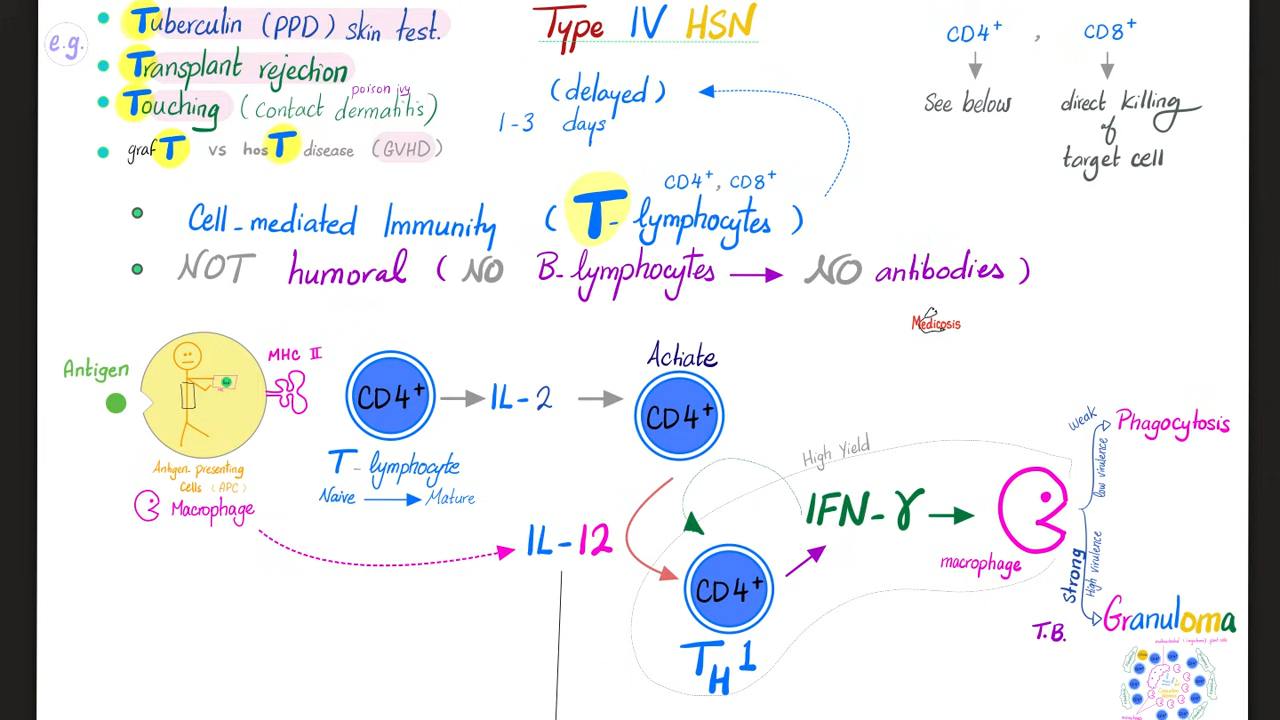 Type IV HSN
(delayed)
1-3 days
e.g.
Tuberculin (PPD) skin test.
Transplant rejection
poison ivy
Touching (contact dermatitis)
grafT vs hosT disease (GVHD)
CD4+ , CD8+
See below
direct killing
of
target cell
CD4+, CD8+
Cell-mediated Immunity (T-lymphocytes)
NOT humoral (NO B-lymphocytes → NO antibodies)
Medicosis
Antigen
MHC II
Antigen-presenting
Cells (APC)
Macrophage
CD4+
T-lymphocyte
Naive → Mature
IL-2
Actiate
CD4+
IL-12
CD4+
TH1
High Yield
IFN-γ
macrophage
weak
low virulence
Phagocytosis
strong
High virulence
T.B.
Granuloma